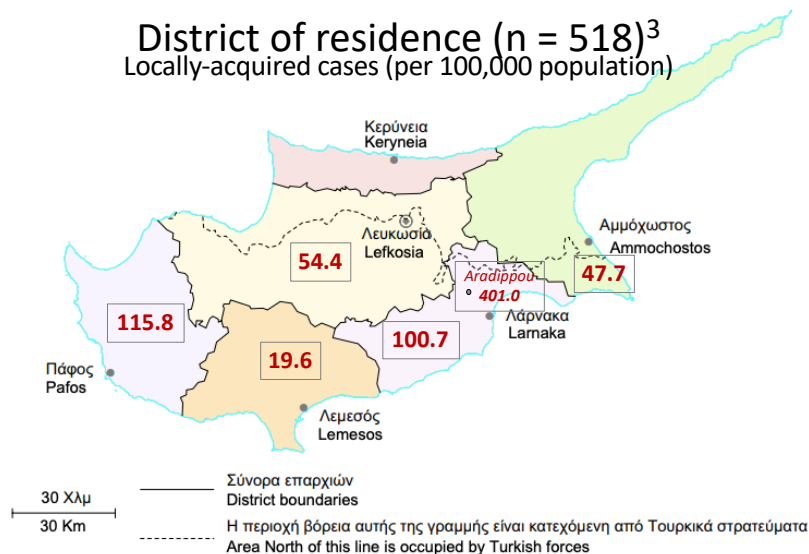 District of residence (n = 518)³
Locally-acquired cases (per 100,000 population)
Κερύνεια
Keryneia
Αμμόχωστος
Ammochostos
Λευκωσία
Lefkosia
54.4
Aradippou
401.0
47.7
115.8
100.7
Λάρνακα
Larnaka
19.6
Πάφος
Pafos
Λεμεσός
Lemesos
Σύνορα επαρχιών
District boundaries
30 Χλμ
30 Km
Η περιοχή βόρεια αυτής της γραμμής είναι κατεχόμενη από Τουρκικά στρατεύματα
Area North of this line is occupied by Turkish forces